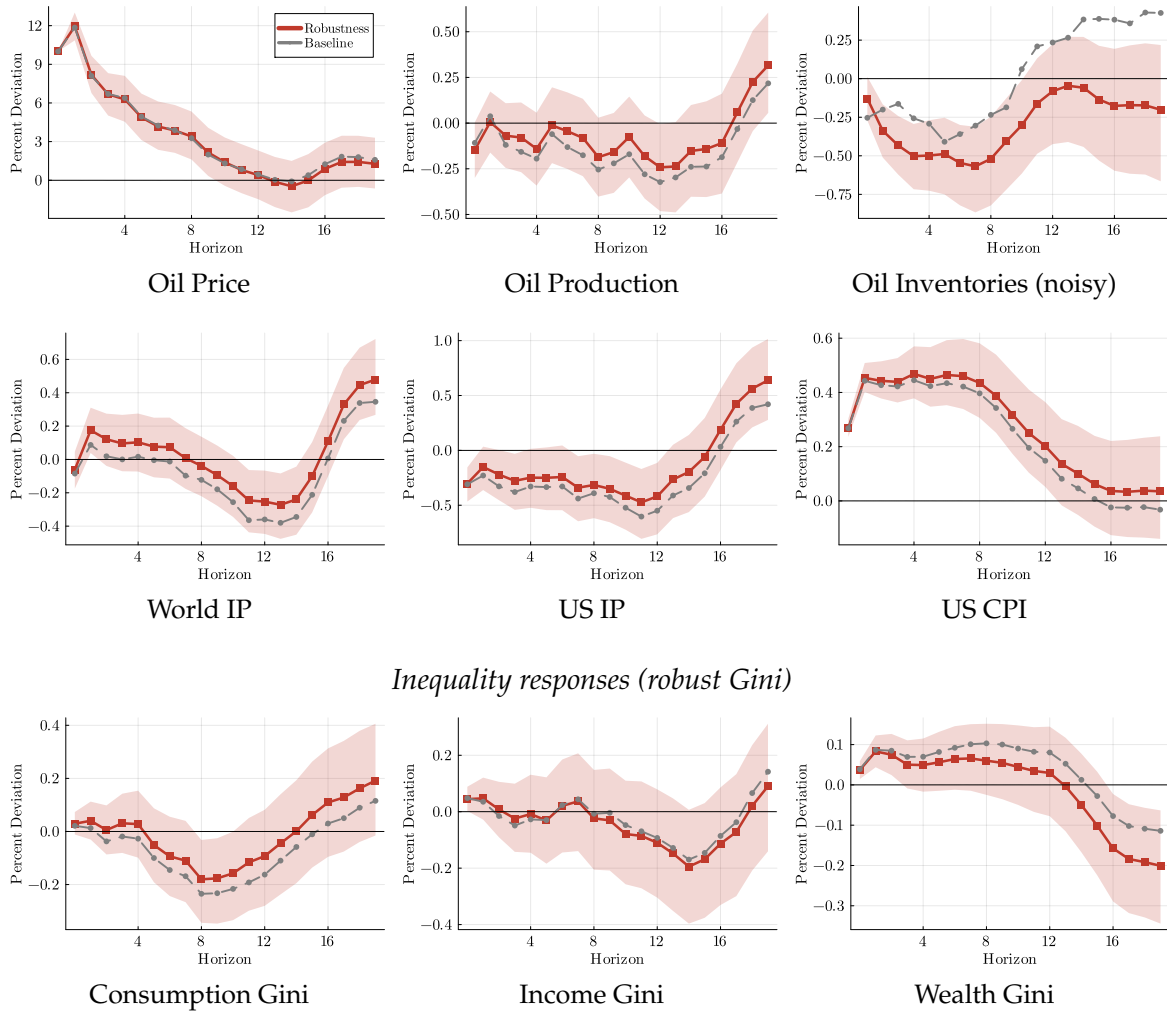 Robustness
Baseline
Percent Deviation
12
9
6
3
0
4
8
12
16
Horizon
Oil Price
Percent Deviation
0.50
0.25
0.00
−0.25
−0.50
4
8
12
16
Horizon
Oil Production
Percent Deviation
0.25
0.00
−0.25
−0.50
−0.75
4
8
12
16
Horizon
Oil Inventories (noisy)
Percent Deviation
0.6
0.4
0.2
0.0
−0.2
−0.4
4
8
12
16
Horizon
World IP
Percent Deviation
1.0
0.5
0.0
−0.5
4
8
12
16
Horizon
US IP
Percent Deviation
0.6
0.4
0.2
0.0
4
8
12
16
Horizon
US CPI
Inequality responses (robust Gini)
Percent Deviation
0.4
0.2
0.0
−0.2
4
8
12
16
Horizon
Consumption Gini
Percent Deviation
0.2
0.0
−0.2
−0.4
4
8
12
16
Horizon
Income Gini
Percent Deviation
0.1
0.0
−0.1
−0.2
−0.3
4
8
12
16
Horizon
Wealth Gini